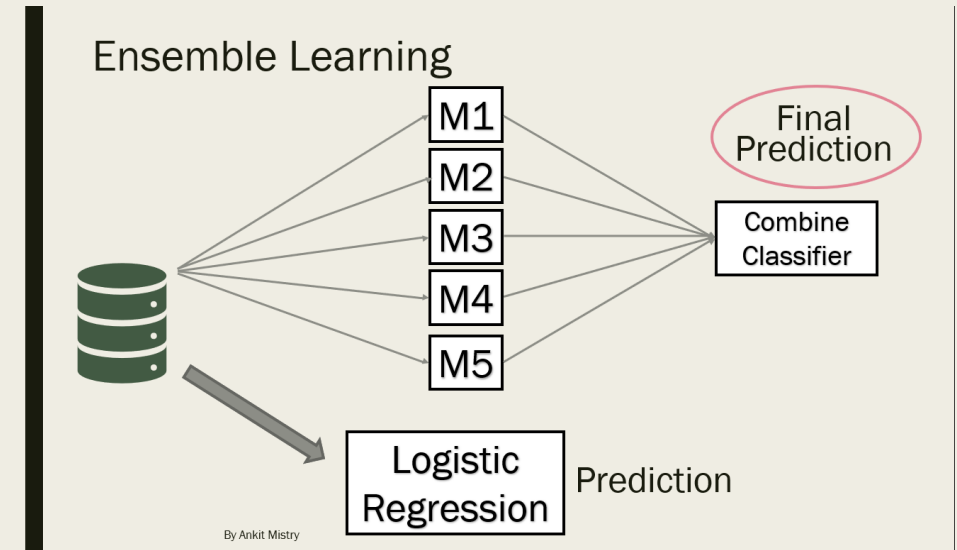 Ensemble Learning
M1
M2
M3
M4
M5
Final
Prediction
Combine
Classifier
Logistic
Regression
Prediction
By Ankit Mistry